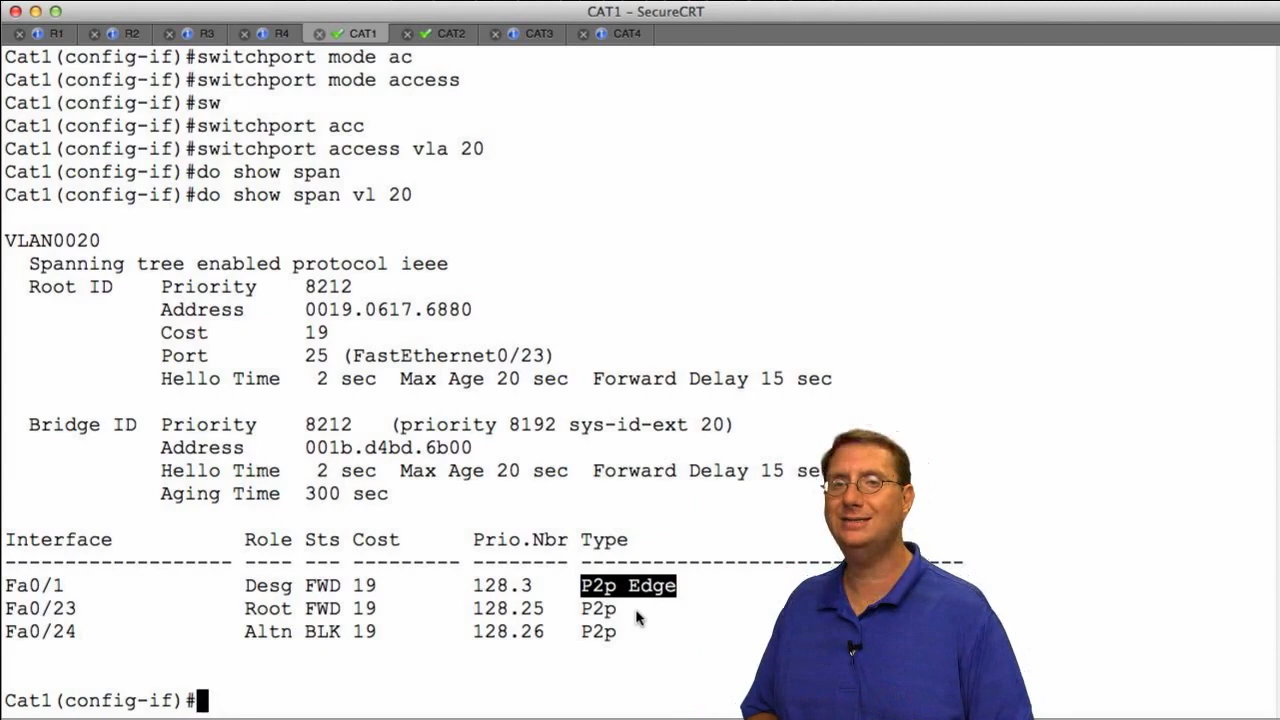 CAT1 – SecureCRT
R1 R2 R3 R4 CAT1 CAT2 CAT3 CAT4
Cat1(config-if)#switchport mode ac
Cat1(config-if)#switchport mode access
Cat1(config-if)#sw
Cat1(config-if)#switchport acc
Cat1(config-if)#switchport access vla 20
Cat1(config-if)#do show span
Cat1(config-if)#do show span vl 20
VLAN0020
Spanning tree enabled protocol ieee
Root ID Priority 8212
Address 0019.0617.6880
Cost 19
Port 25 (FastEthernet0/23)
Hello Time 2 sec Max Age 20 sec Forward Delay 15 sec
Bridge ID Priority 8212 (priority 8192 sys-id-ext 20)
Address 001b.d4bd.6b00
Hello Time 2 sec Max Age 20 sec Forward Delay 15 se
Aging Time 300 sec
Interface Role Sts Cost Prio.Nbr Type
------------------- ---- --- --------- -------- --------------------------------
Fa0/1 Desg FWD 19 128.3 P2p Edge
Fa0/23 Root FWD 19 128.25 P2p
Fa0/24 Altn BLK 19 128.26 P2p
Cat1(config-if)#